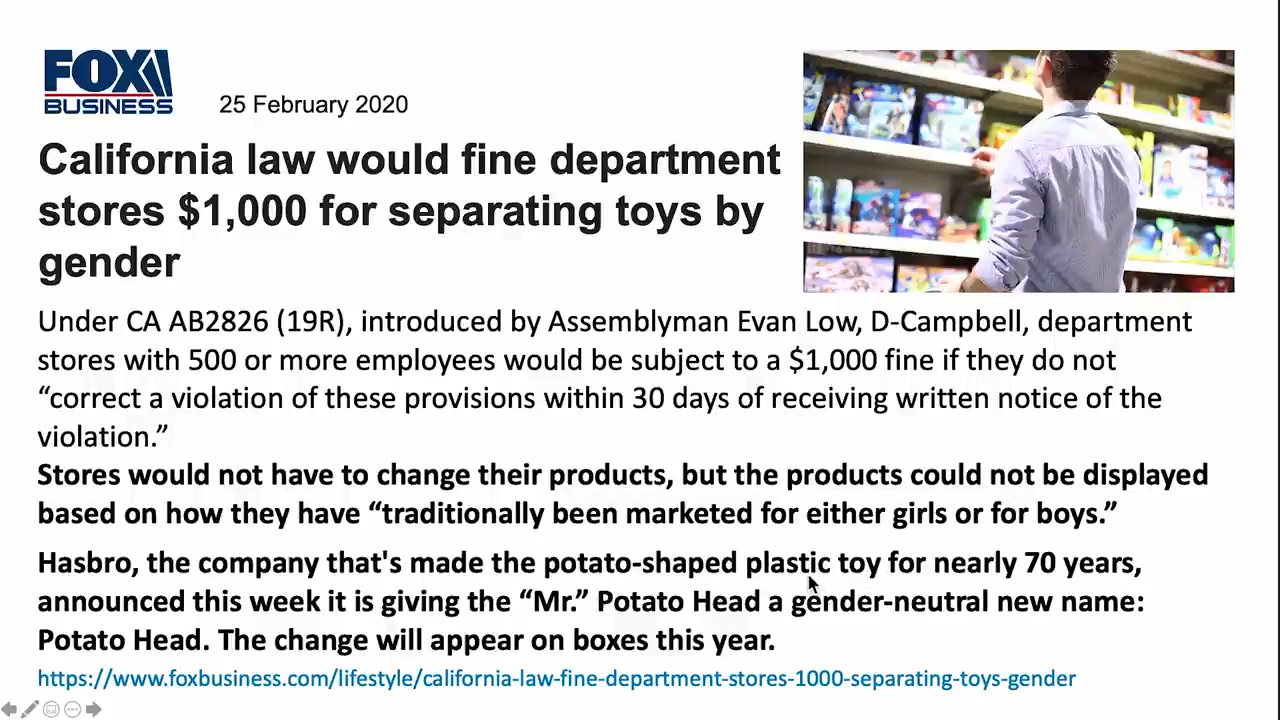 FOX
BUSINESS
25 February 2020
California law would fine department
stores $1,000 for separating toys by
gender
Under CA AB2826 (19R), introduced by Assemblyman Evan Low, D-Campbell, department
stores with 500 or more employees would be subject to a $1,000 fine if they do not
“correct a violation of these provisions within 30 days of receiving written notice of the
violation.”
Stores would not have to change their products, but the products could not be displayed
based on how they have “traditionally been marketed for either girls or for boys.”
Hasbro, the company that's made the potato-shaped plastic toy for nearly 70 years,
announced this week it is giving the “Mr.” Potato Head a gender-neutral new name:
Potato Head. The change will appear on boxes this year.
https://www.foxbusiness.com/lifestyle/california-law-fine-department-stores-1000-separating-toys-gender